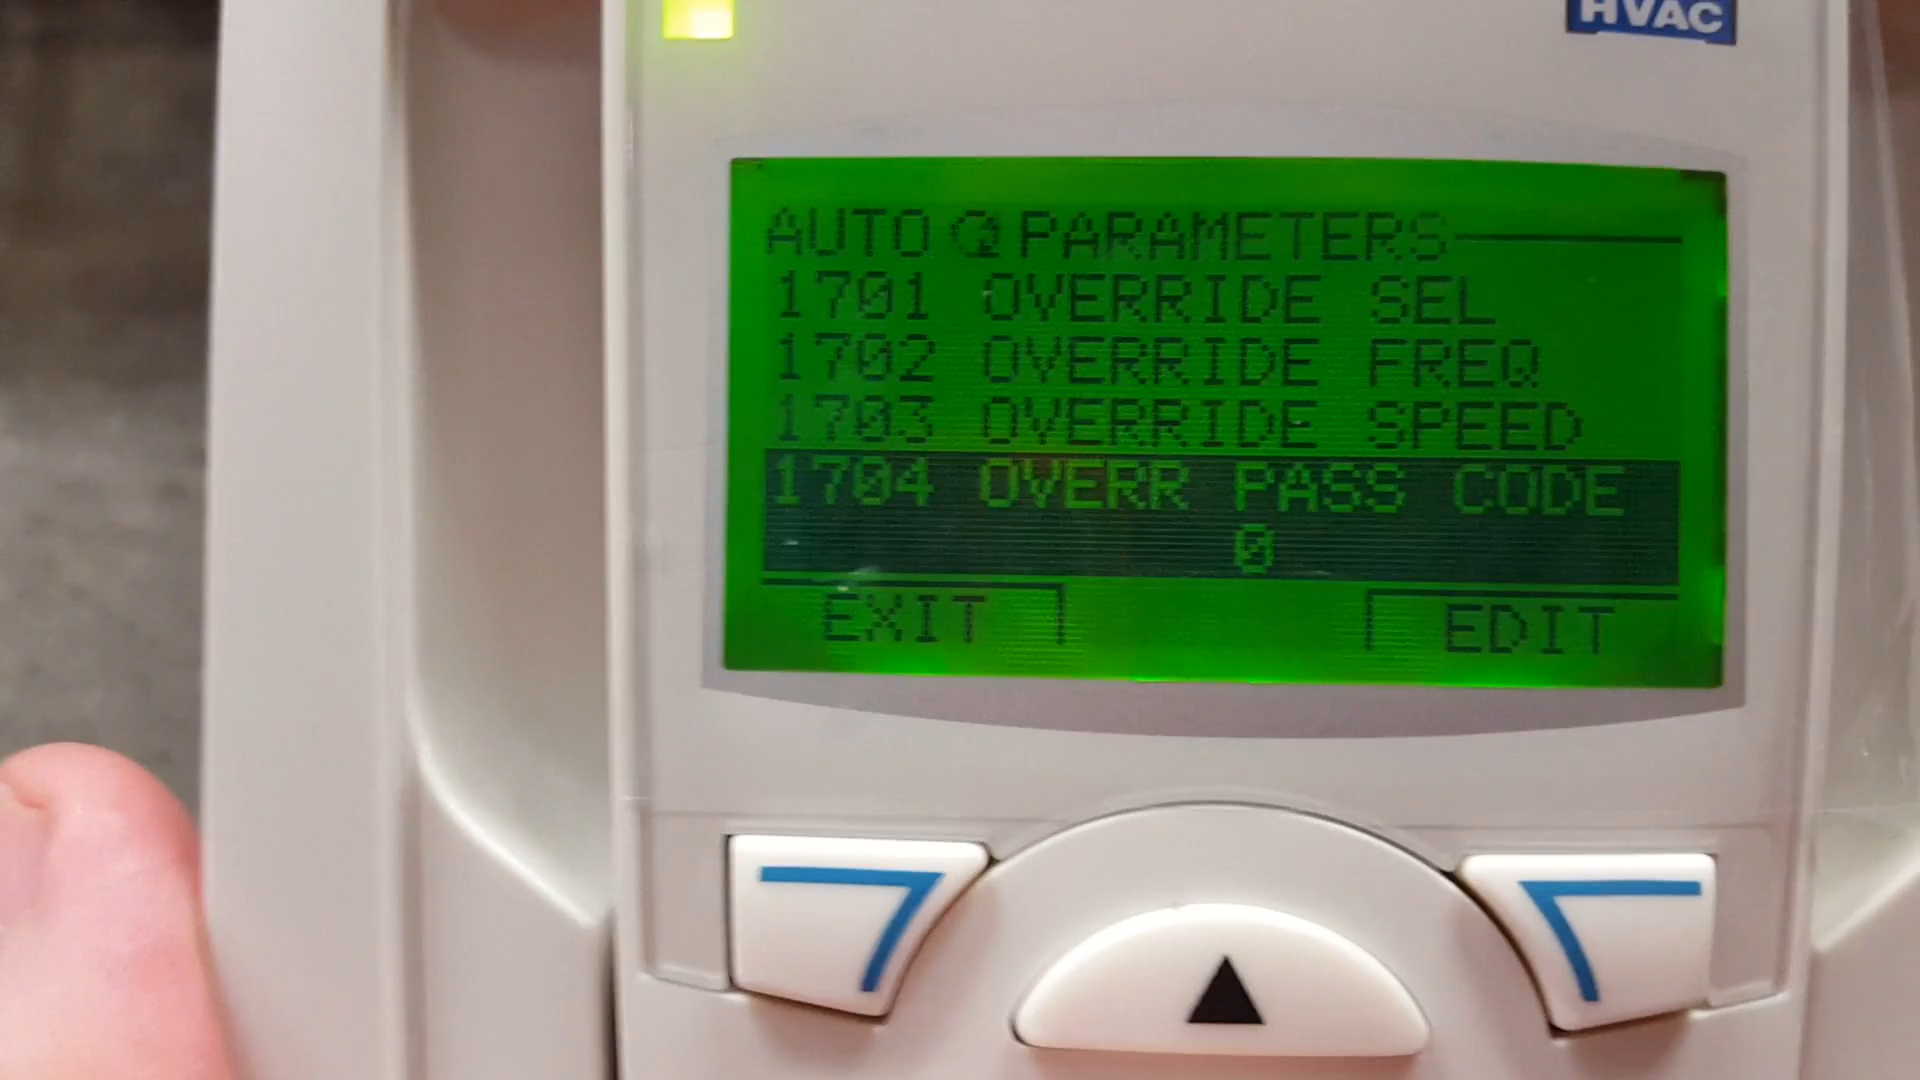 HVAC
AUTO PARAMETERS
1701 OVERRIDE SEL
1702 OVERRIDE FREQ
1703 OVERRIDE SPEED
1704 OVERR PASS CODE
0
EXIT EDIT